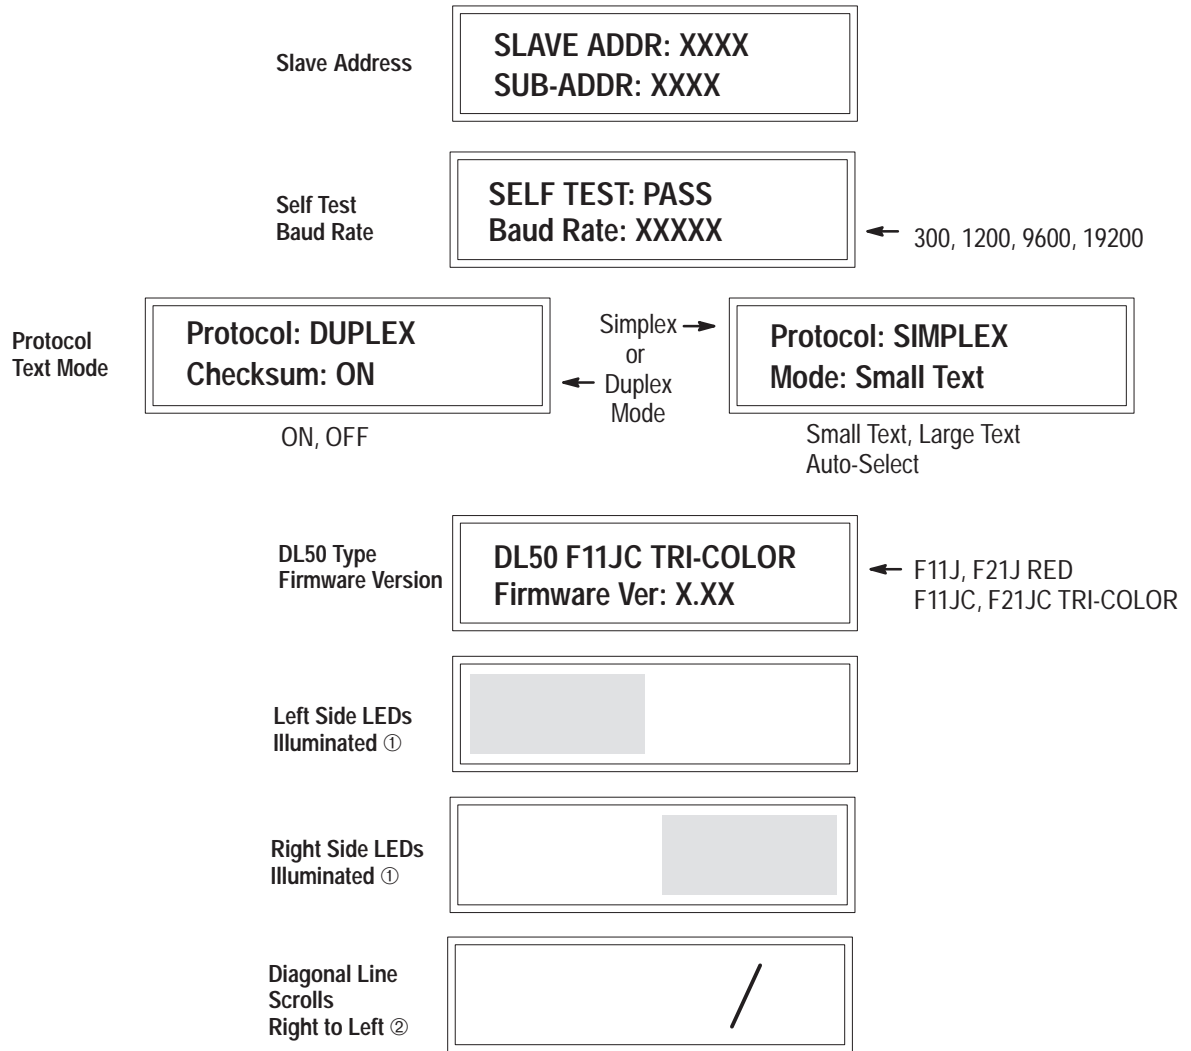 Slave Address
SLAVE ADDR: XXXX
SUB-ADDR: XXXX
Self Test
Baud Rate
SELF TEST: PASS
Baud Rate: XXXXX
300, 1200, 9600, 19200
Protocol
Text Mode
Protocol: DUPLEX
Checksum: ON
ON, OFF
Simplex
or
Duplex
Mode
Protocol: SIMPLEX
Mode: Small Text
Small Text, Large Text
Auto-Select
DL50 Type
Firmware Version
DL50 F11JC TRI-COLOR
Firmware Ver: X.XX
F11J, F21J RED
F11JC, F21JC TRI-COLOR
Left Side LEDs
Illuminated ①
Right Side LEDs
Illuminated ①
Diagonal Line
Scrolls
Right to Left ②